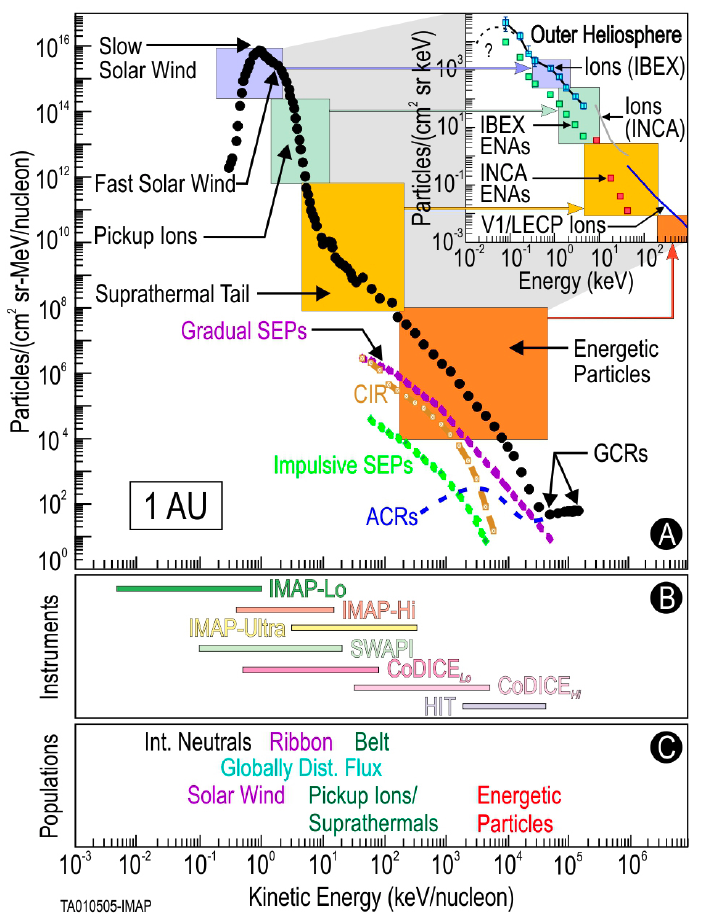 Particles/(cm² sr-MeV/nucleon)
10¹⁶
10¹⁴
10¹²
10¹⁰
10⁸
10⁶
10⁴
10²
10⁰
Slow
Solar Wind
Fast Solar Wind
Pickup Ions
Suprathermal Tail
Gradual SEPs
CIR
Impulsive SEPs
ACRs
GCRs
Energetic
Particles
1 AU
A
Outer Heliosphere
Particles/(cm² sr keV)
10³
10¹
10⁻¹
10⁻³
?
Ions (IBEX)
Ions
(INCA)
IBEX
ENAs
INCA
ENAs
V1/LECP Ions
10⁻² 10⁰ 10² 
Energy (keV)
Instruments
B
IMAP-Lo
IMAP-Hi
IMAP-Ultra
SWAPI
CoDICE_Lo
CoDICE_Hi
HIT
Populations
C
Int. Neutrals Ribbon Belt
Globally Dist. Flux
Solar Wind Pickup Ions/ Energetic
Suprathermals Particles
10⁻³ 10⁻² 10⁻¹ 10⁰ 10¹ 10² 10³ 10⁴ 10⁵ 10⁶
Kinetic Energy (keV/nucleon)
TA010505-IMAP